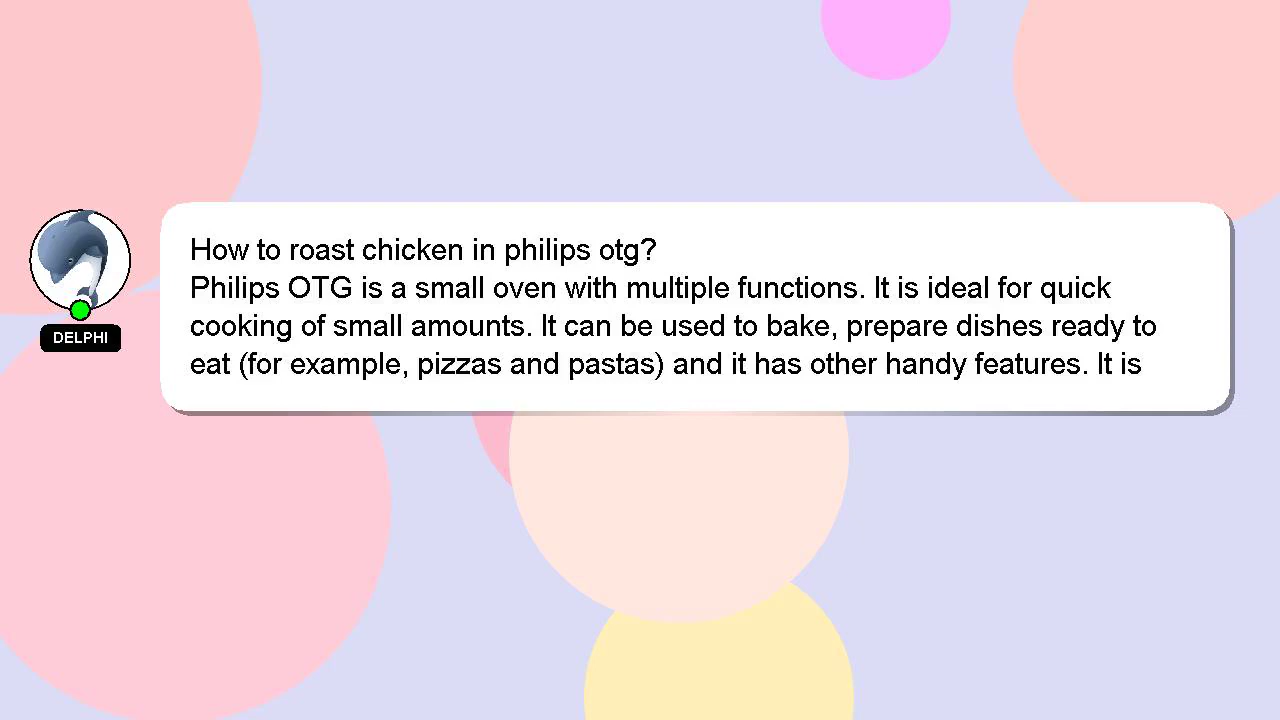 How to roast chicken in philips otg?
Philips OTG is a small oven with multiple functions. It is ideal for quick
cooking of small amounts. It can be used to bake, prepare dishes ready to
eat (for example, pizzas and pastas) and it has other handy features. It is
DELPHI